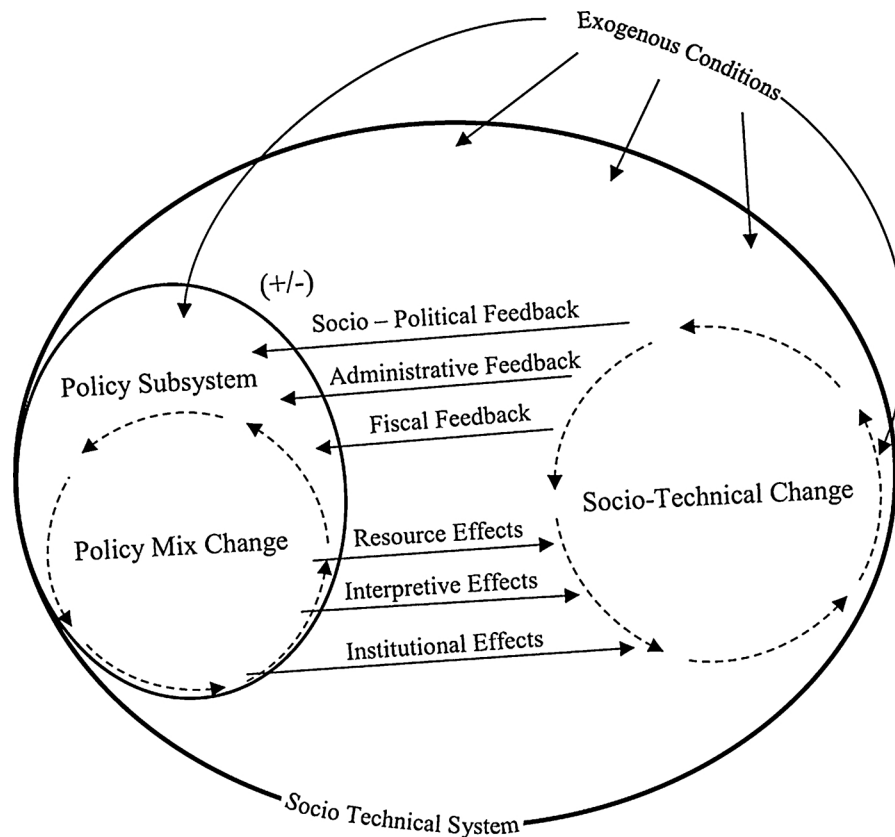 Exogenous Conditions
(+/-)
Socio – Political Feedback
Policy Subsystem
Administrative Feedback
Fiscal Feedback
Socio-Technical Change
Policy Mix Change
Resource Effects
Interpretive Effects
Institutional Effects
Socio Technical System